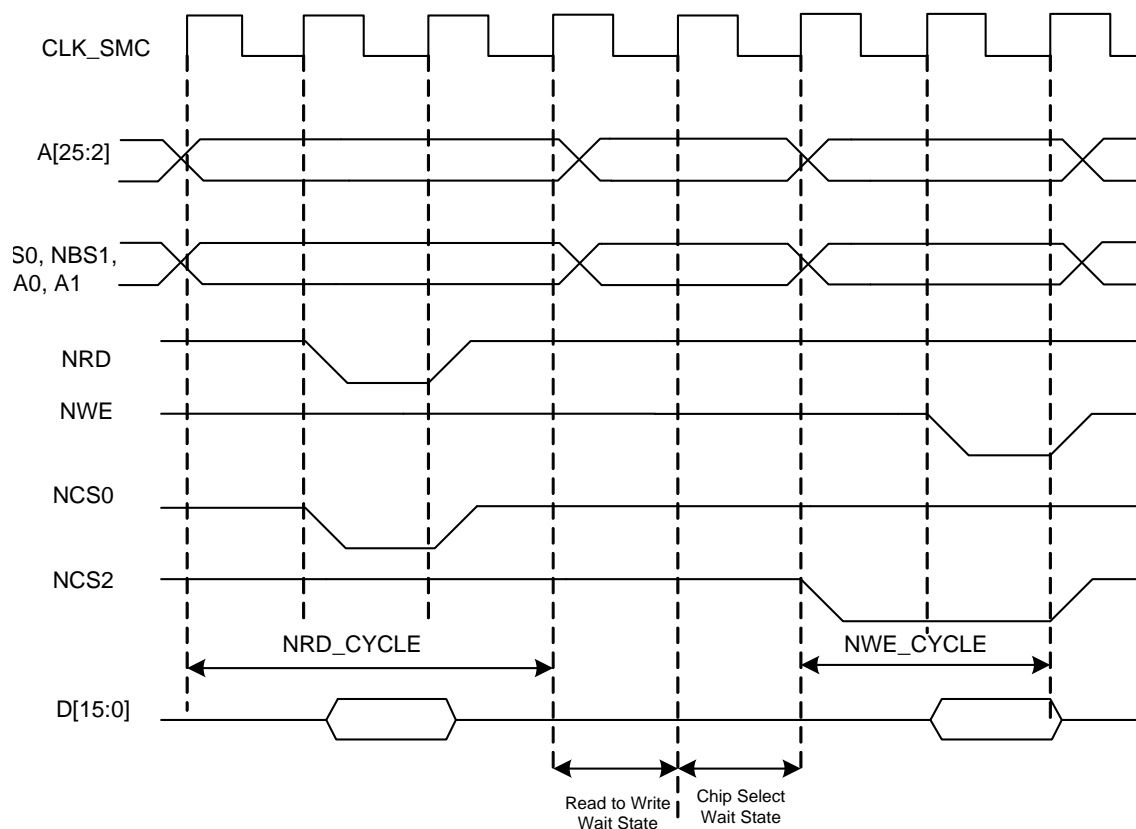 CLK_SMC
A[25:2]
S0, NBS1,
A0, A1
NRD
NWE
NCS0
NCS2
NRD_CYCLE
NWE_CYCLE
D[15:0]
Read to Write
Wait State
Chip Select
Wait State